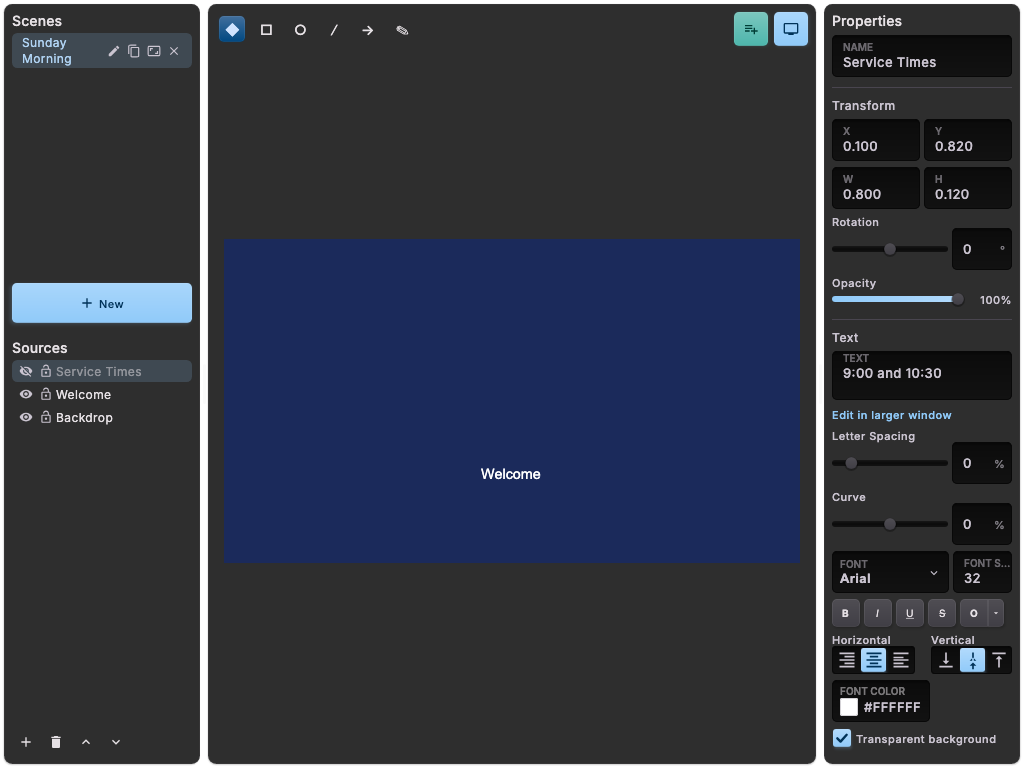 Scenes
Sunday
Morning
+ New
Sources
Service Times
Welcome
Backdrop
Welcome
Properties
NAME
Service TImes
Transform
X
0.100
Y
0.820
W
0.800
H
0.120
Rotation
0 °
Opacity
100%
Text
TEXT
9:00 and 10:30
Edit in larger window
Letter Spacing
0 %
Curve
0 %
FONT
Arial
FONT S...
32
B I U S O
Horizontal
Vertical
FONT COLOR
#FFFFFF
Transparent background